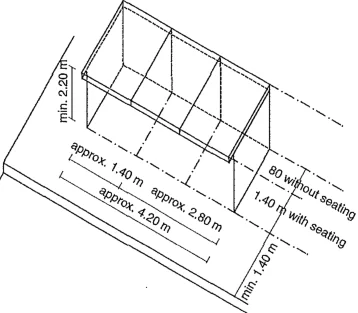 min. 2.20 m
approx. 1.40 m
approx. 2.80 m
approx. 4.20 m
80 without seating
1.40 m with seating
min. 1.40 m